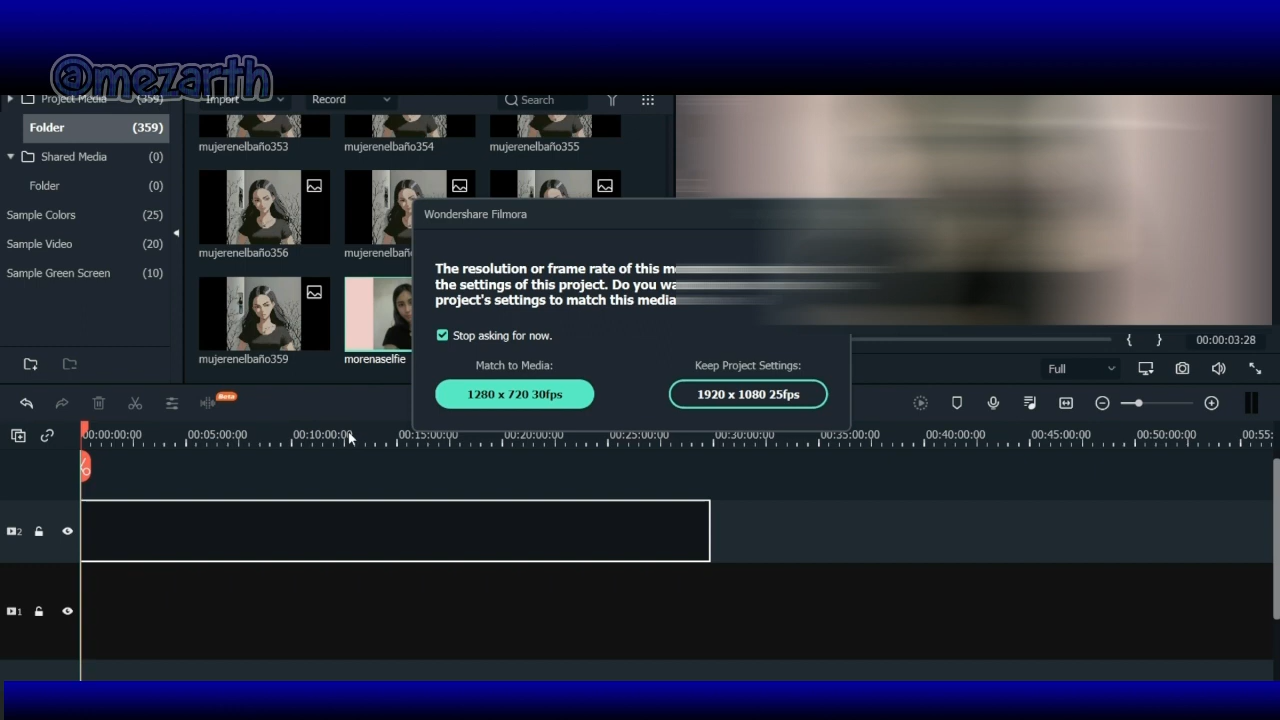 @mezarth
Project Media (359)
Import
Record
Search
Folder (359)
Shared Media (0)
Folder (0)
Sample Colors (25)
Sample Video (20)
Sample Green Screen (10)
mujerenelbaño353
mujerenelbaño354
mujerenelbaño355
mujerenelbaño356
mujerenelbaño359
morenaselfie
Wondershare Filmora
The resolution or frame rate of this
the settings of this project. Do you
project's settings to match this media
Stop asking for now.
Match to Media:
Keep Project Settings:
1280 x 720 30fps
1920 x 1080 25fps
{ } 00:00:03:28
Full
Beta
00:00:00:00 00:05:00:00 00:10:00:00 00:15:00:00 00:20:00:00 00:25:00:00 00:30:00:00 00:35:00:00 00:40:00:00 00:45:00:00 00:50:00:00 00:55:
2
1